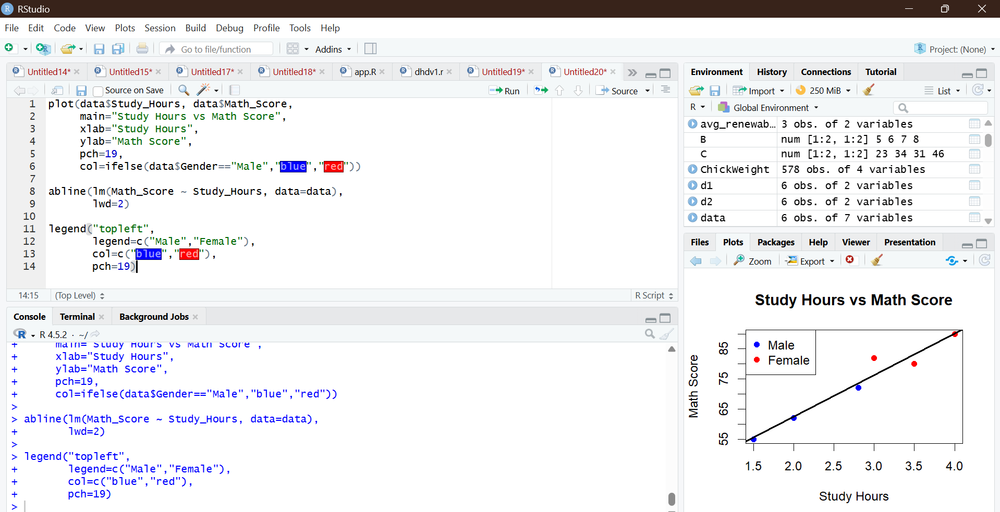 RStudio
File Edit Code View Plots Session Build Debug Profile Tools Help
Go to file/function Addins Project: (None)
Untitled14* Untitled15* Untitled17* Untitled18* app.R dhdv1.r Untitled19* Untitled20*
Source on Save Run Source
1 plot(data$Study_Hours, data$Math_Score,
2 main="Study Hours vs Math Score",
3 xlab="Study Hours",
4 ylab="Math Score",
5 pch=19,
6 col=ifelse(data$Gender=="Male","blue","red"))
7
8 abline(lm(Math_Score ~ Study_Hours, data=data),
9 lwd=2)
10
11 legend("topleft",
12 legend=c("Male","Female"),
13 col=c("blue","red"),
14 pch=19)
14:15 (Top Level) R Script
Console Terminal Background Jobs
R R 4.5.2 · ~/
+ main="Study Hours vs Math Score",
+ xlab="Study Hours",
+ ylab="Math Score",
+ pch=19,
+ col=ifelse(data$Gender=="Male","blue","red"))
>
> abline(lm(Math_Score ~ Study_Hours, data=data),
+ lwd=2)
>
> legend("topleft",
+ legend=c("Male","Female"),
+ col=c("blue","red"),
+ pch=19)
>
Environment History Connections Tutorial
Import 250 MiB List
R Global Environment
avg_renewab… 3 obs. of 2 variables
B num [1:2, 1:2] 5 6 7 8
C num [1:2, 1:2] 23 34 31 46
ChickWeight 578 obs. of 4 variables
d1 6 obs. of 2 variables
d2 6 obs. of 2 variables
data 6 obs. of 7 variables
Files Plots Packages Help Viewer Presentation
Zoom Export
Study Hours vs Math Score
Male
Female
Math Score
85
75
65
55
1.5 2.0 2.5 3.0 3.5 4.0
Study Hours